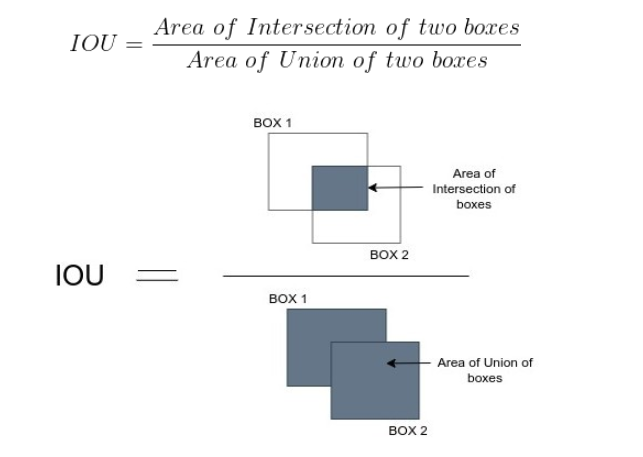 IOU = Area of Intersection of two boxes / Area of Union of two boxes
BOX 1
Area of
Intersection of
boxes
BOX 2
IOU =
BOX 1
Area of Union of
boxes
BOX 2